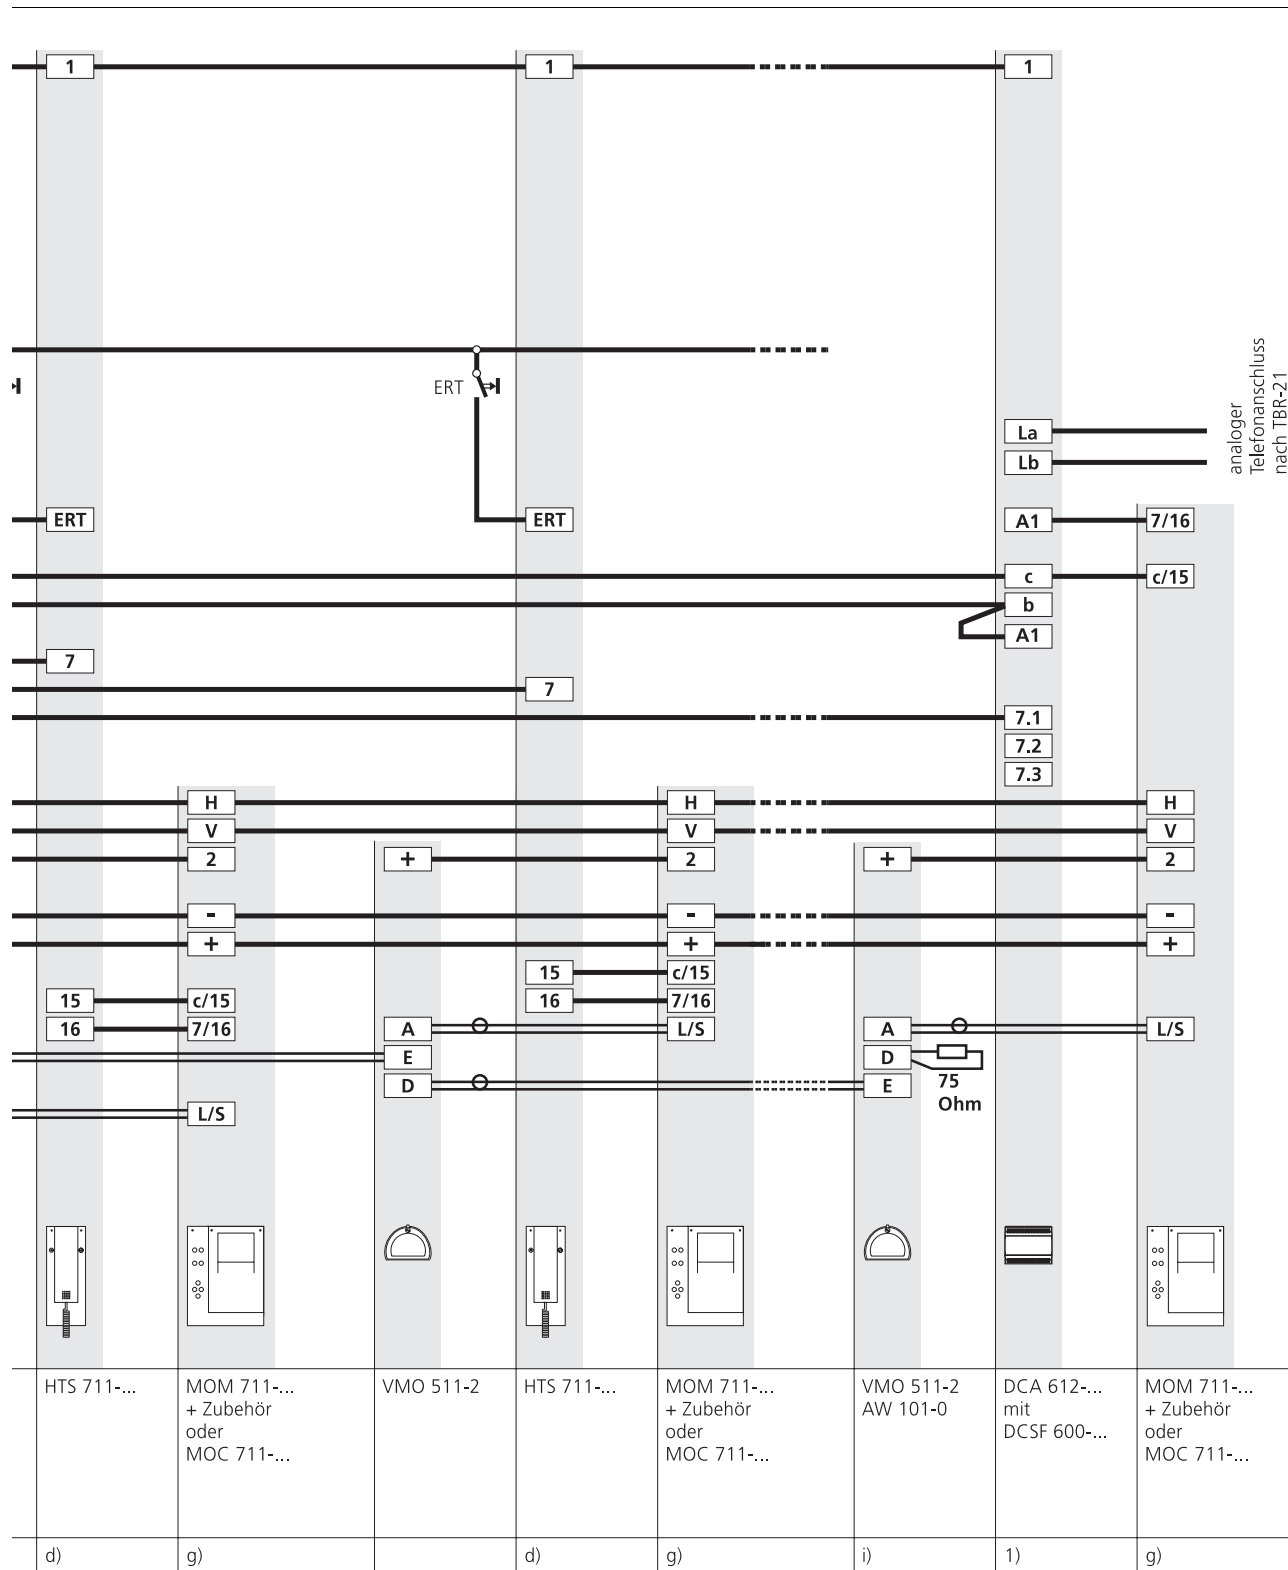 1
1
1
ERT
analoger
Telefonanschluss
nach TBR-21
La
Lb
ERT
ERT
A1
7/16
c
c/15
b
A1
7
7
7.1
7.2
7.3
H
H
H
V
V
V
2
+
2
+
2
-
-
-
+
+
+
15
c/15
15
c/15
16
7/16
16
7/16
A
L/S
A
L/S
E
D
D
E
75
Ohm
L/S
HTS 711-...
MOM 711-...
+ Zubehör
oder
MOC 711-...
VMO 511-2
HTS 711-...
MOM 711-...
+ Zubehör
oder
MOC 711-...
VMO 511-2
AW 101-0
DCA 612-...
mit
DCSF 600-...
MOM 711-...
+ Zubehör
oder
MOC 711-...
d)
g)
d)
g)
i)
1)
g)